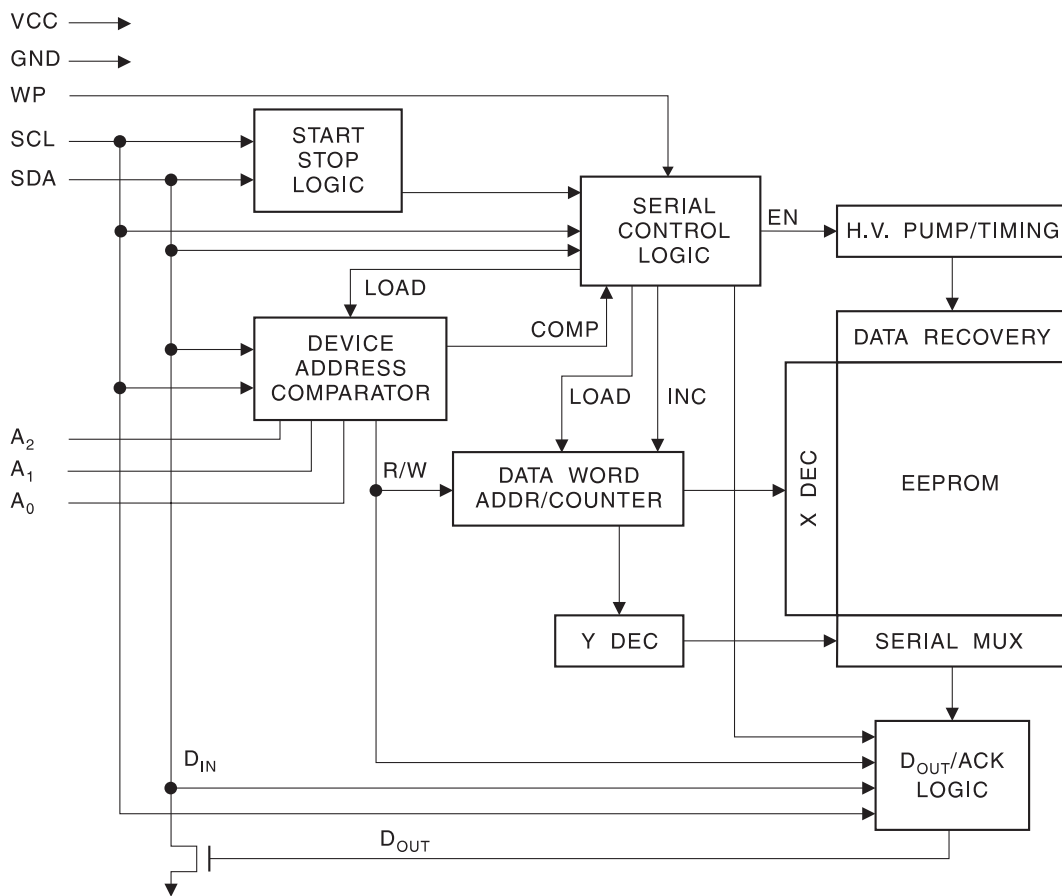 VCC
GND
WP
SCL
SDA
START
STOP
LOGIC
SERIAL
CONTROL
LOGIC
EN
H.V. PUMP/TIMING
LOAD
COMP
DEVICE
ADDRESS
COMPARATOR
LOAD
INC
DATA RECOVERY
A2
A1
A0
R/W
DATA WORD
ADDR/COUNTER
X DEC
EEPROM
Y DEC
SERIAL MUX
DIN
DOUT/ACK
LOGIC
DOUT